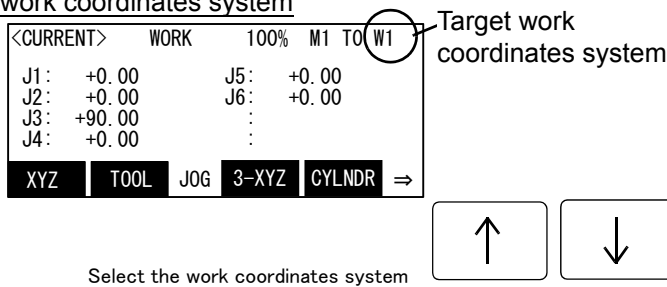 work coordinates system
<CURRENT> WORK 100% M1 T0 W1
Target work
coordinates system
J1: +0.00 J5: +0.00
J2: +0.00 J6: +0.00
J3: +90.00 :
J4: +0.00 :
XYZ TOOL JOG 3-XYZ CYLNDR ⇒
↑ ↓
Select the work coordinates system